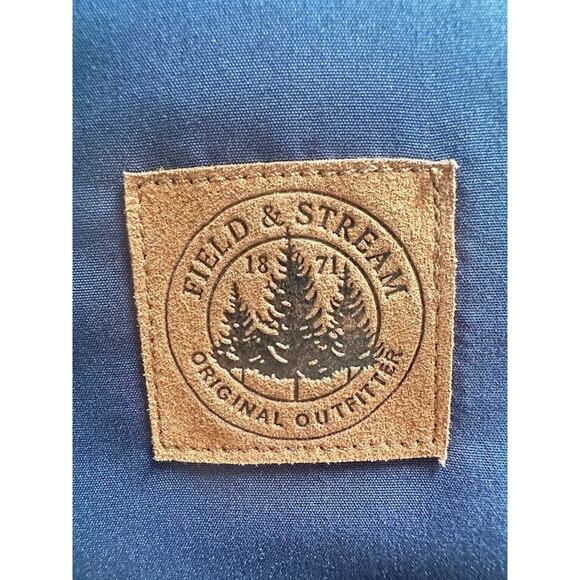 FIELD & STREAM
18 71
ORIGINAL OUTFITTER